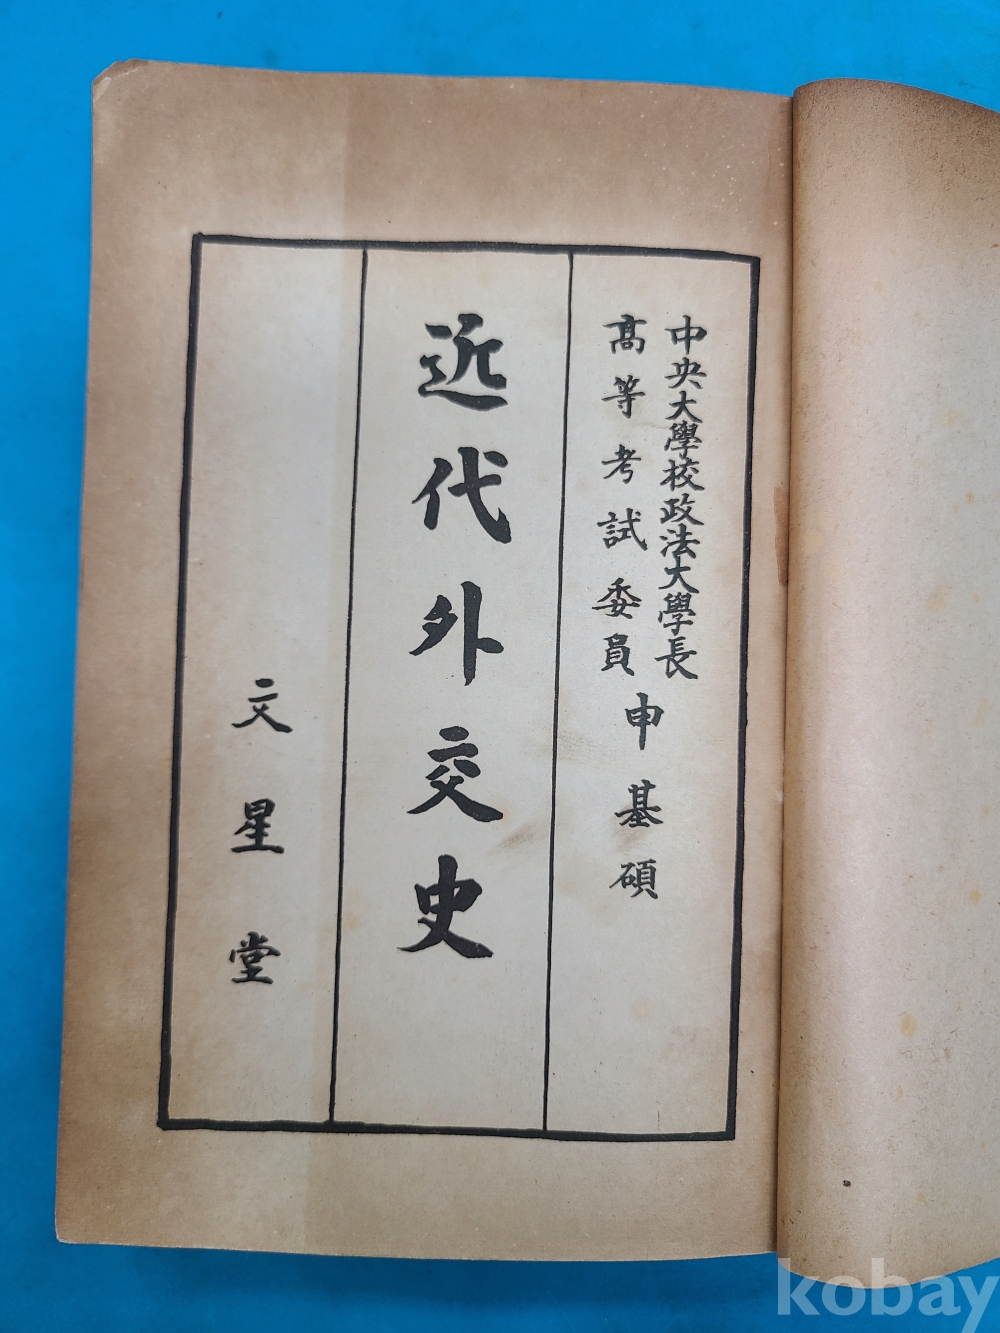 中央大學校政法大學長
高等考試委員
申基碩
近代外交史
文星堂
kobay